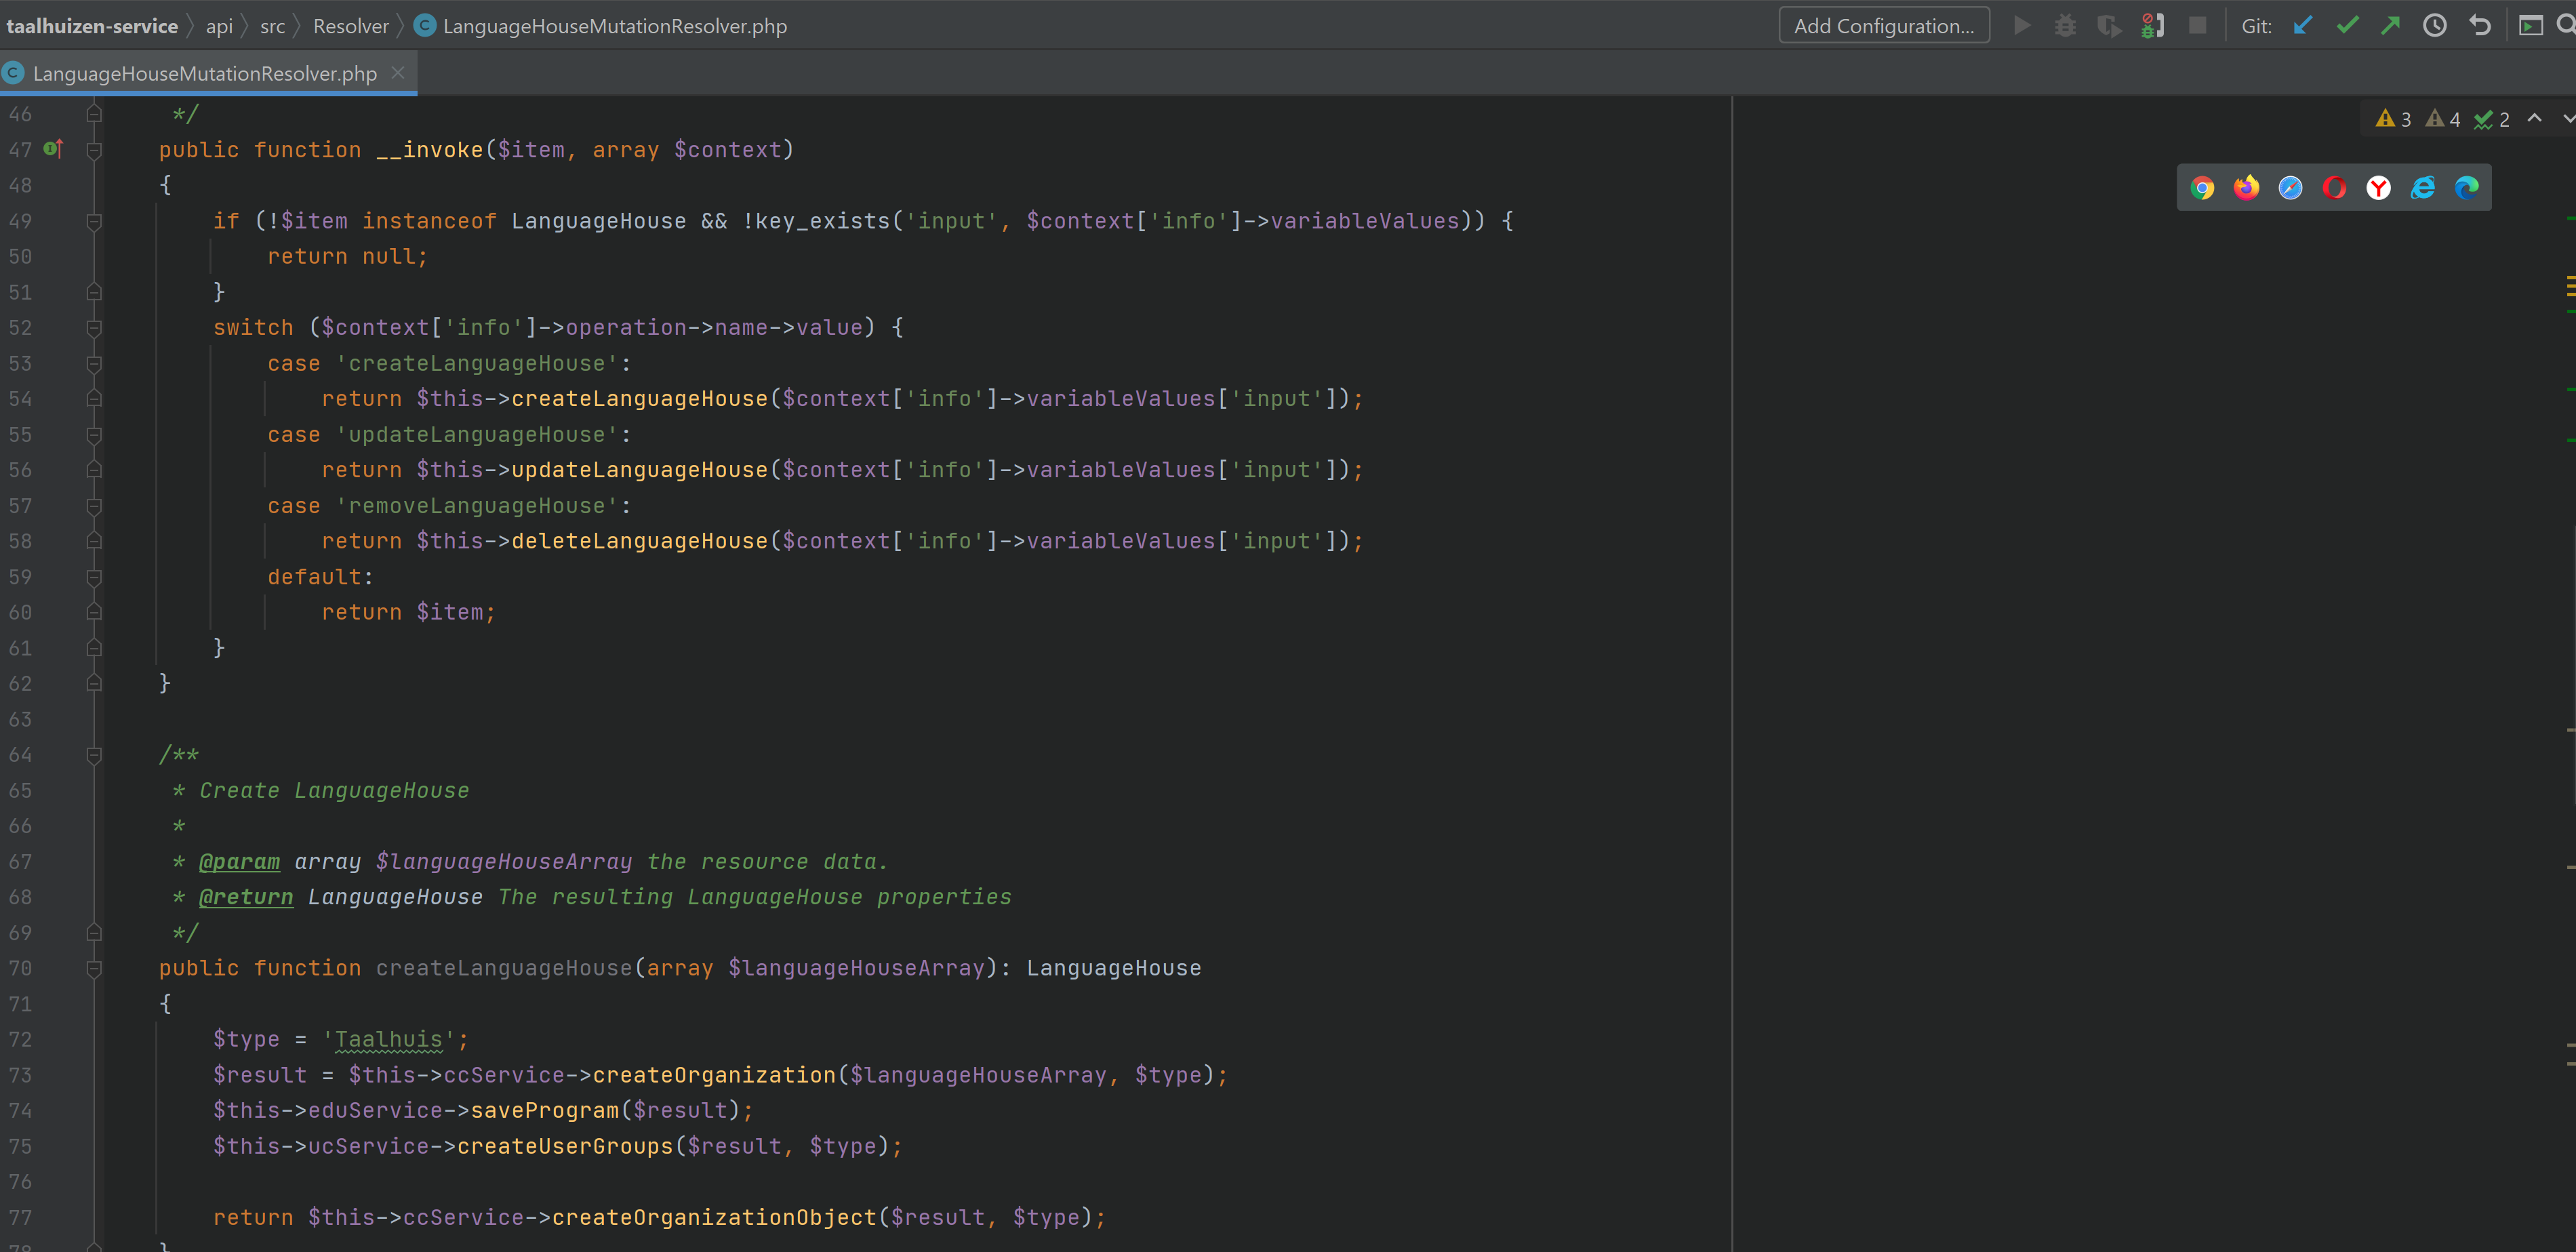 taalhuizen-service api src Resolver C LanguageHouseMutationResolver.php Add Configuration... Git:
C LanguageHouseMutationResolver.php
3 4 2
46 */
47 public function __invoke($item, array $context)
48 {
49 if (!$item instanceof LanguageHouse && !key_exists('input', $context['info']->variableValues)) {
50 return null;
51 }
52 switch ($context['info']->operation->name->value) {
53 case 'createLanguageHouse':
54 return $this->createLanguageHouse($context['info']->variableValues['input']);
55 case 'updateLanguageHouse':
56 return $this->updateLanguageHouse($context['info']->variableValues['input']);
57 case 'removeLanguageHouse':
58 return $this->deleteLanguageHouse($context['info']->variableValues['input']);
59 default:
60 return $item;
61 }
62 }
63
64 /**
65 * Create LanguageHouse
66 *
67 * @param array $languageHouseArray the resource data.
68 * @return LanguageHouse The resulting LanguageHouse properties
69 */
70 public function createLanguageHouse(array $languageHouseArray): LanguageHouse
71 {
72 $type = 'Taalhuis';
73 $result = $this->ccService->createOrganization($languageHouseArray, $type);
74 $this->eduService->saveProgram($result);
75 $this->ucService->createUserGroups($result, $type);
76
77 return $this->ccService->createOrganizationObject($result, $type);
78 }